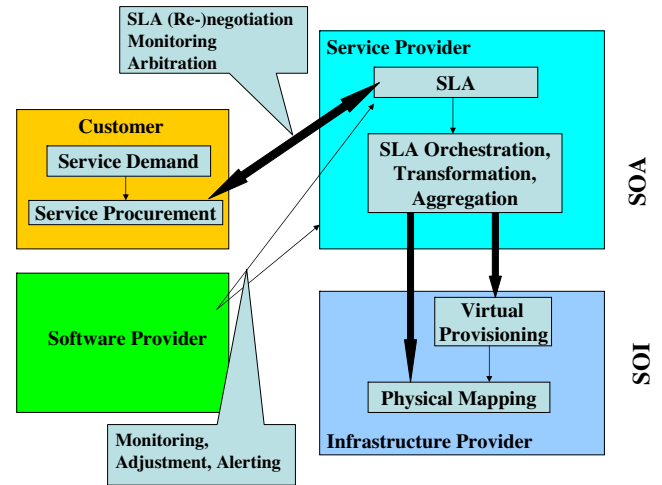 SLA (Re-)negotiation
Monitoring
Arbitration
Service Provider
SLA
Customer
Service Demand
Service Procurement
SLA Orchestration,
Transformation,
Aggregation
SOA
Software Provider
Virtual
Provisioning
Physical Mapping
SOI
Infrastructure Provider
Monitoring,
Adjustment, Alerting